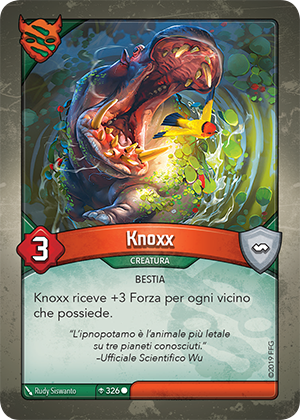 3
Knoxx
CREATURA
BESTIA
Knoxx riceve +3 Forza per ogni vicino
che possiede.
"L'ipnopotamo è l'animale più letale
su tre pianeti conosciuti."
–Ufficiale Scientifico Wu
©2019 FFG
Rudy Siswanto
326